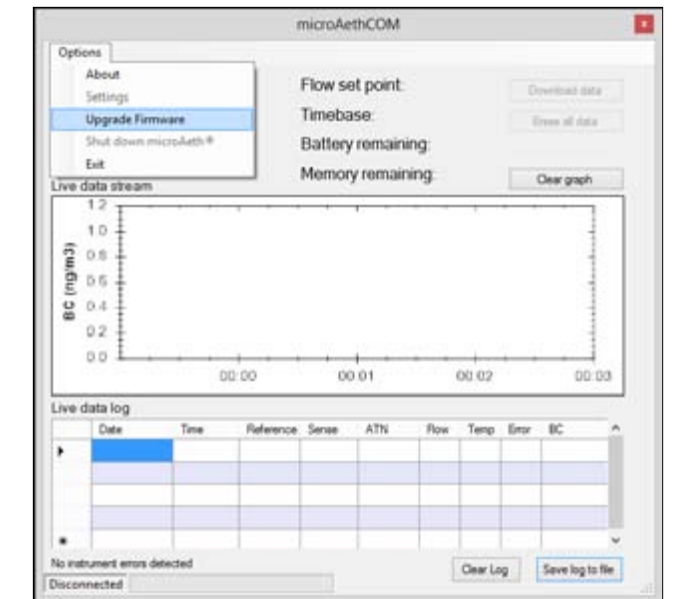 microAethCOM
x
Options
About
Settings
Upgrade Firmware
Shut down microAeth®
Exit
Flow set point:
Timebase:
Battery remaining:
Memory remaining:
Download data
Erase all data
Clear graph
Live data stream
BC (ng/m3)
1.2
1.0
0.8
0.6
0.4
0.2
0.0
00:00 00:01 00:02 00:03
Live data log
Date Time Reference Sense ATN Flow Temp Error BC
No instrument errors detected
Clear Log Save log to file
Disconnected